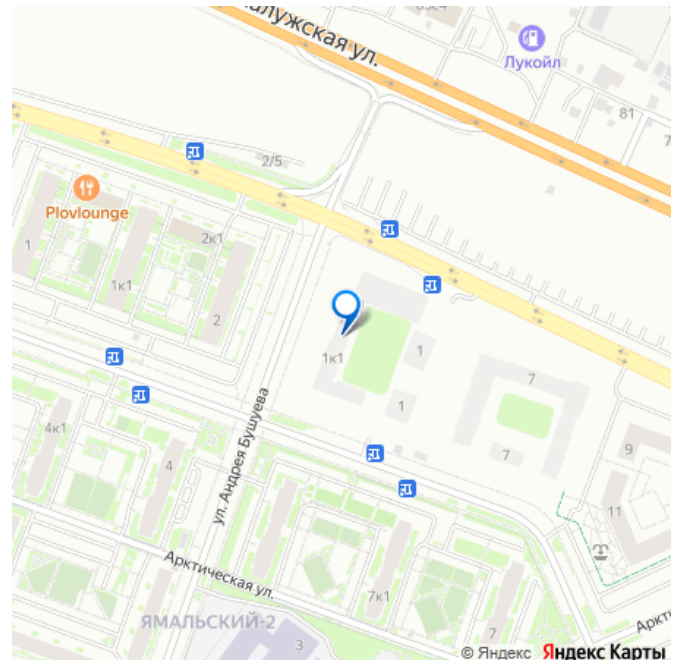 алужская ул.
Лукойл
81
2/5
Plovlounge
2к1
1
1к1
2
1к1
1
1
7
7
9
11
ул. Андрея Бушуева
4к1
4
Арктическая ул.
7к1
7
ЯМАЛЬСКИЙ-2
3
Аркт
© Яндекс Яндекс Карты